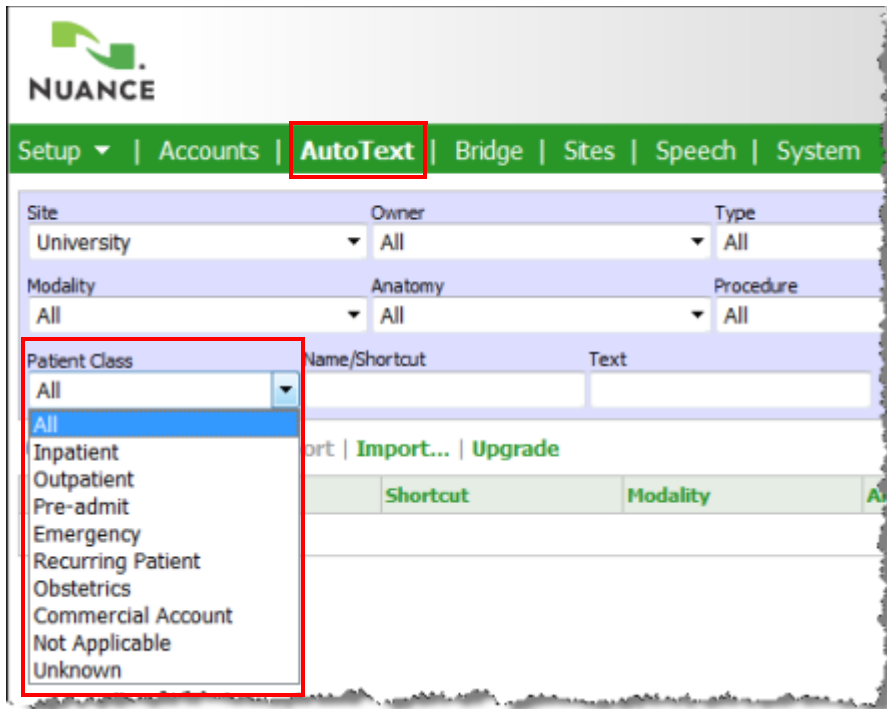 NUANCE
Setup | Accounts | AutoText | Bridge | Sites | Speech | System
Site Owner Type
University All All
Modality Anatomy Procedure
All All All
Patient Class Name/Shortcut Text
All
All
Inpatient ort | Import... | Upgrade
Outpatient
Pre-admit Shortcut Modality
Emergency
Recurring Patient
Obstetrics
Commercial Account
Not Applicable
Unknown